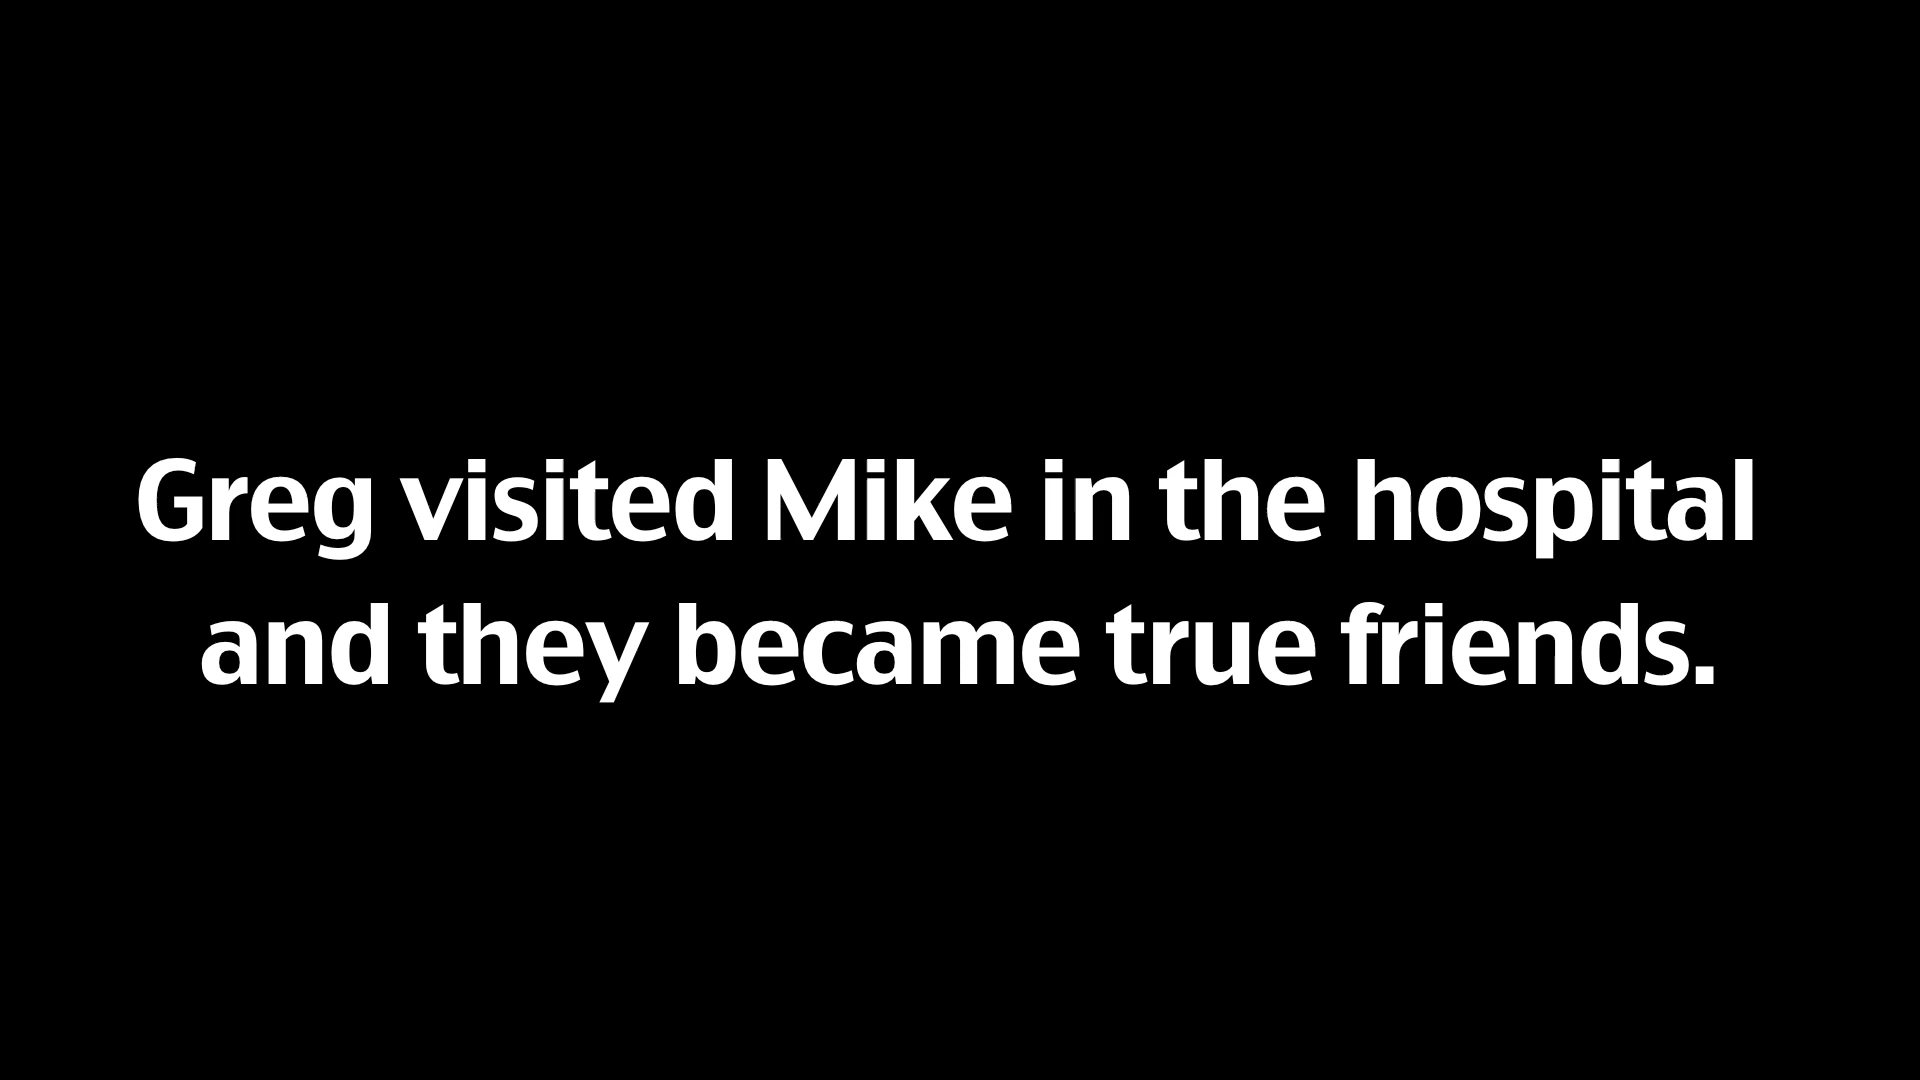 Greg visited Mike in the hospital
and they became true friends.